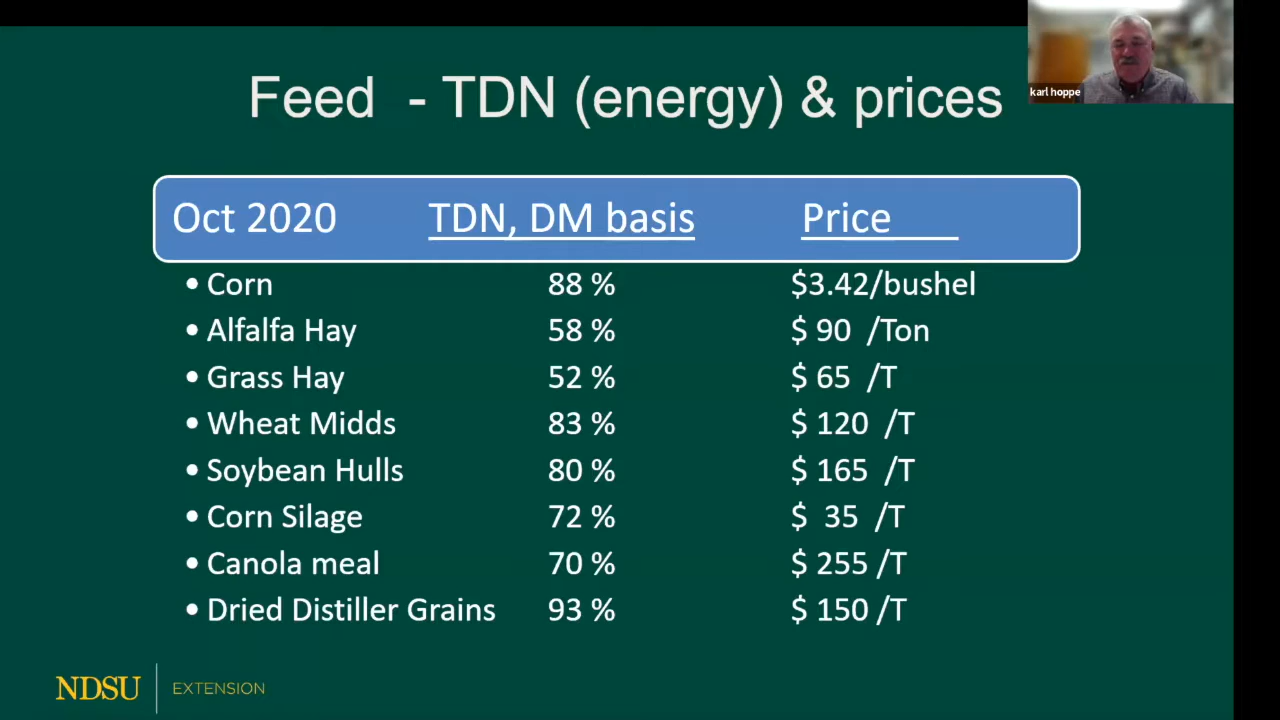 Feed - TDN (energy) & prices
karl hoppe
Oct 2020 TDN, DM basis Price
• Corn 88 % $3.42/bushel
• Alfalfa Hay 58 % $ 90 /Ton
• Grass Hay 52 % $ 65 /T
• Wheat Midds 83 % $ 120 /T
• Soybean Hulls 80 % $ 165 /T
• Corn Silage 72 % $ 35 /T
• Canola meal 70 % $ 255 /T
• Dried Distiller Grains 93 % $ 150 /T
NDSU EXTENSION